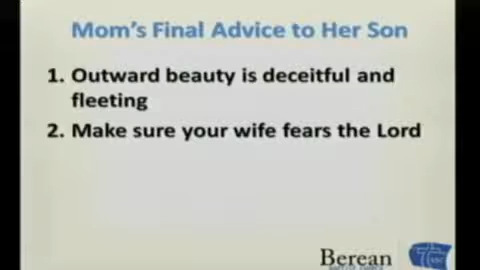 Mom's Final Advice to Her Son
1. Outward beauty is deceitful and
fleeting
2. Make sure your wife fears the Lord
Berean